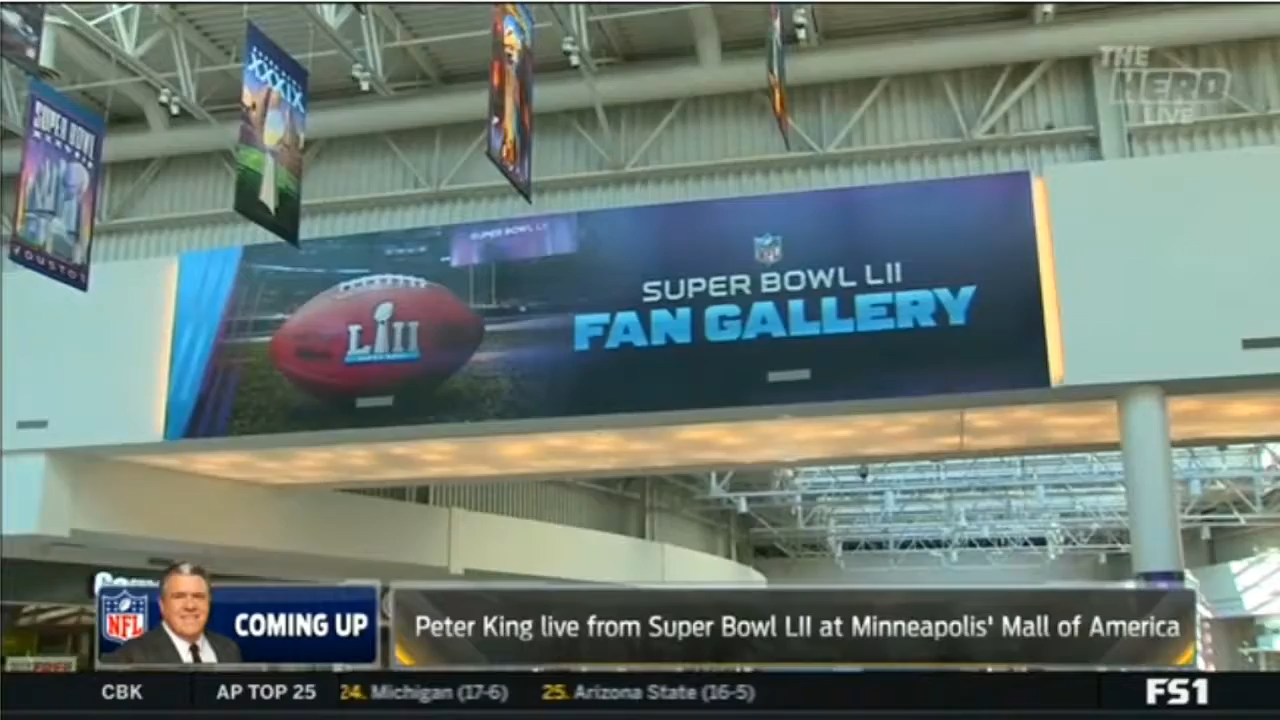 THE
HERD
LIVE
XXXIX
SUPER BOWL
HOUSTON
SUPER BOWL LII
NFL
SUPER BOWL LII
FAN GALLERY
LII
NFL
COMING UP
Peter King live from Super Bowl LII at Minneapolis' Mall of America
CBK
AP TOP 25
24. Michigan (17-6)
25. Arizona State (16-5)
FS1